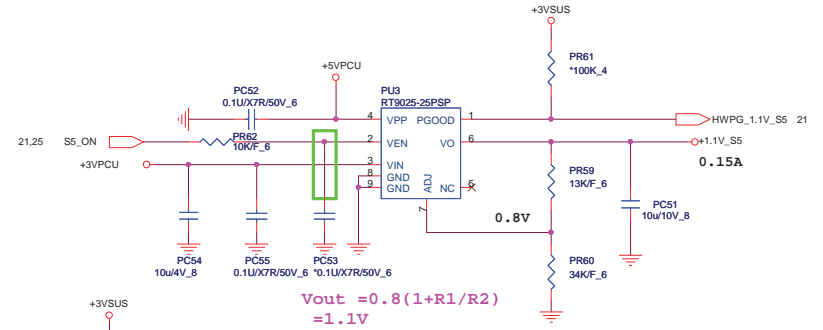 +3VSUS
PR61
*100K_4
+5VPCU
PC52
0.1U/X7R/50V_6
PU3
RT9025-25PSP
4 VPP PGOOD 1
HWPG_1.1V_S5 21
21,25 S5_ON
PR62
10K/F_6
2 VEN VO 6
+1.1V_S5
0.15A
+3VPCU
3 VIN
8 GND
9 GND
ADJ
NC 5
7
PR59
13K/F_6
0.8V
PC51
10u/10V_8
PC54
10u/4V_8
PC55
0.1U/X7R/50V_6
PC53
*0.1U/X7R/50V_6
PR60
34K/F_6
Vout =0.8(1+R1/R2)
=1.1V
+3VSUS